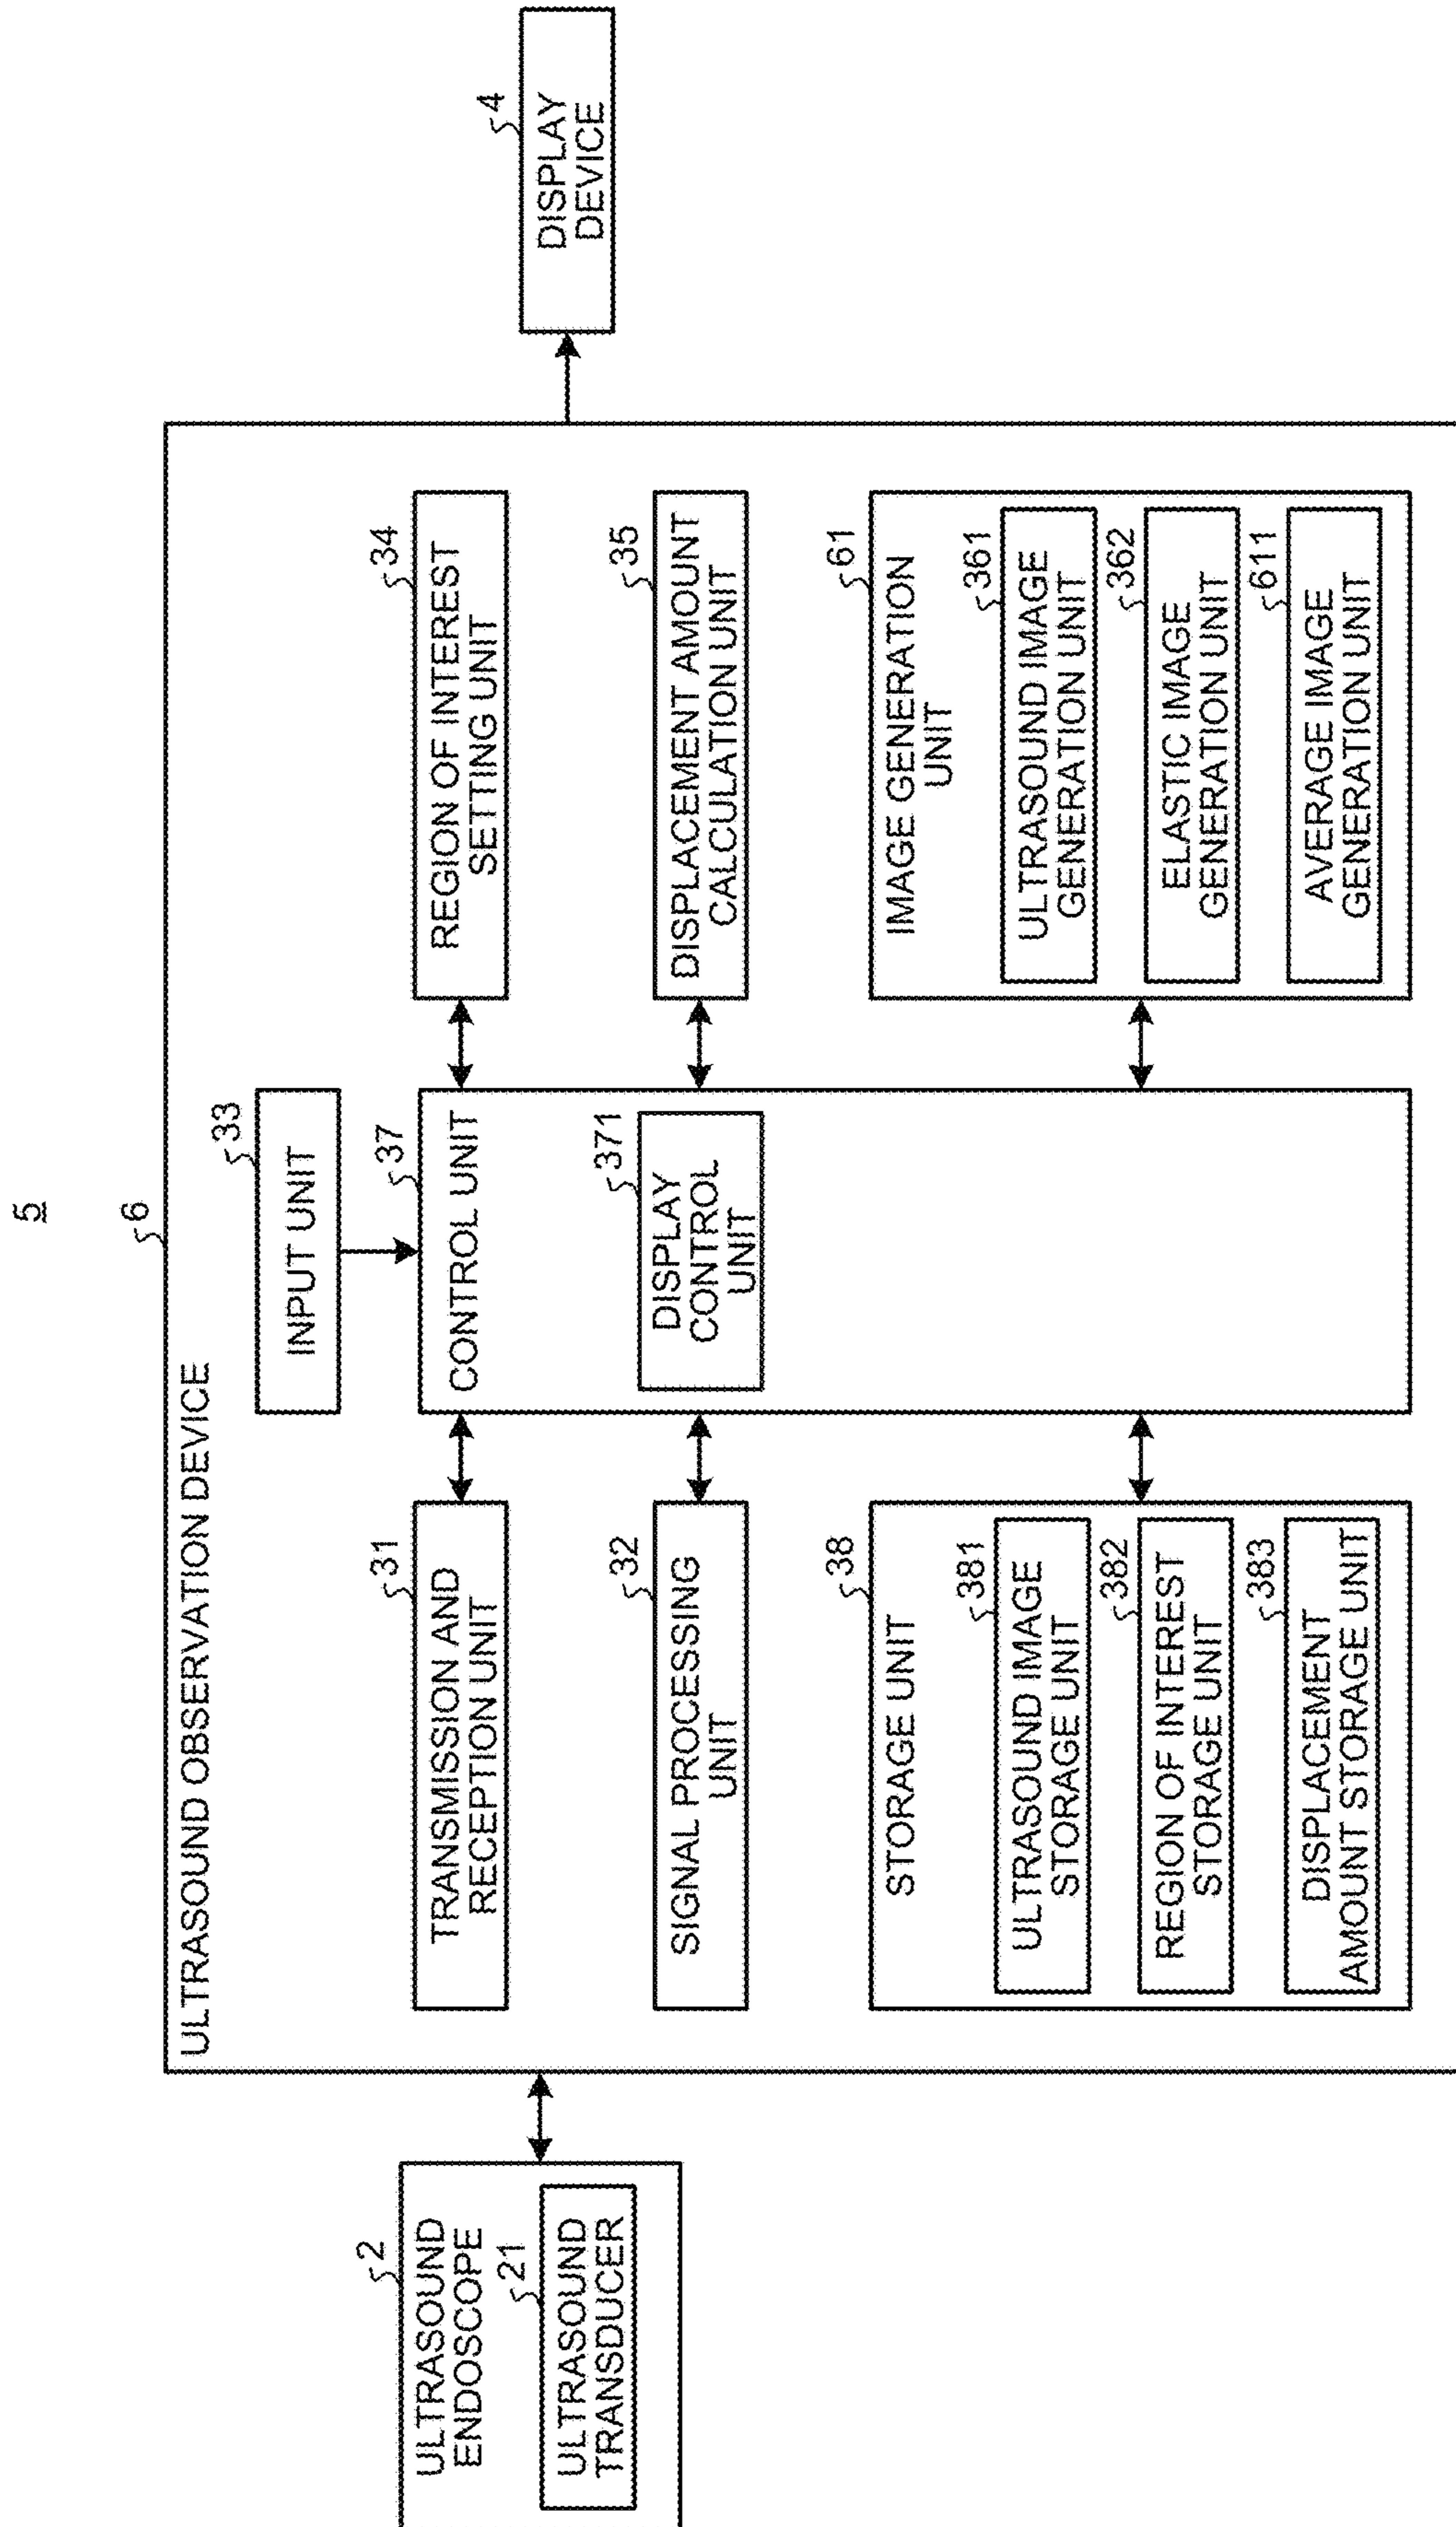 5
6
ULTRASOUND OBSERVATION DEVICE
2
ULTRASOUND
ENDOSCOPE
21
ULTRASOUND
TRANSDUCER
33
INPUT UNIT
31
TRANSMISSION AND
RECEPTION UNIT
32
SIGNAL PROCESSING
UNIT
38
STORAGE UNIT
381
ULTRASOUND IMAGE
STORAGE UNIT
382
REGION OF INTEREST
STORAGE UNIT
383
DISPLACEMENT
AMOUNT STORAGE UNIT
37
CONTROL UNIT
371
DISPLAY
CONTROL
UNIT
34
REGION OF INTEREST
SETTING UNIT
35
DISPLACEMENT AMOUNT
CALCULATION UNIT
61
IMAGE GENERATION
UNIT
361
ULTRASOUND IMAGE
GENERATION UNIT
362
ELASTIC IMAGE
GENERATION UNIT
611
AVERAGE IMAGE
GENERATION UNIT
4
DISPLAY
DEVICE